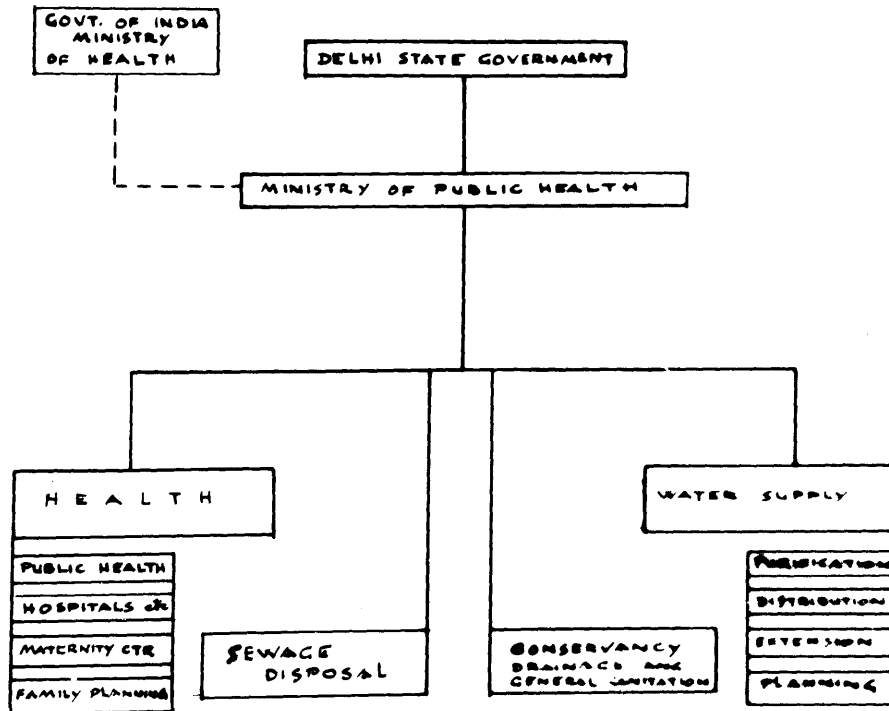 GOVT. OF INDIA
MINISTRY
OF HEALTH
DELHI STATE GOVERNMENT
MINISTRY OF PUBLIC HEALTH
HEALTH
WATER SUPPLY
PUBLIC HEALTH
HOSPITALS etc
MATERNITY CTR
FAMILY PLANNING
SEWAGE
DISPOSAL
CONSERVANCY
DRAINAGE AND
GENERAL SANITATION
PURIFICATION
DISTRIBUTION
EXTENSION
PLANNING